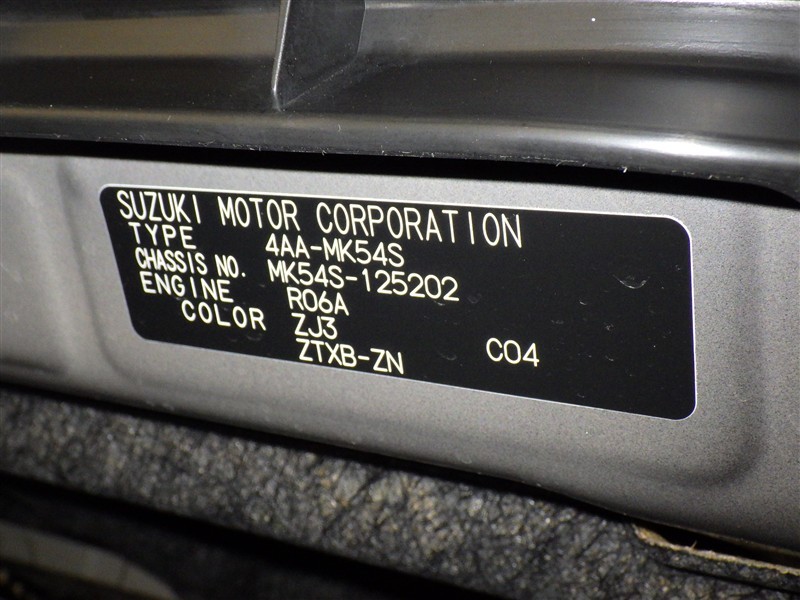 SUZUKI MOTOR CORPORATION
TYPE 4AA-MK54S
CHASSIS NO. MK54S-125202
ENGINE R06A
COLOR ZJ3
ZTXB-ZN C04